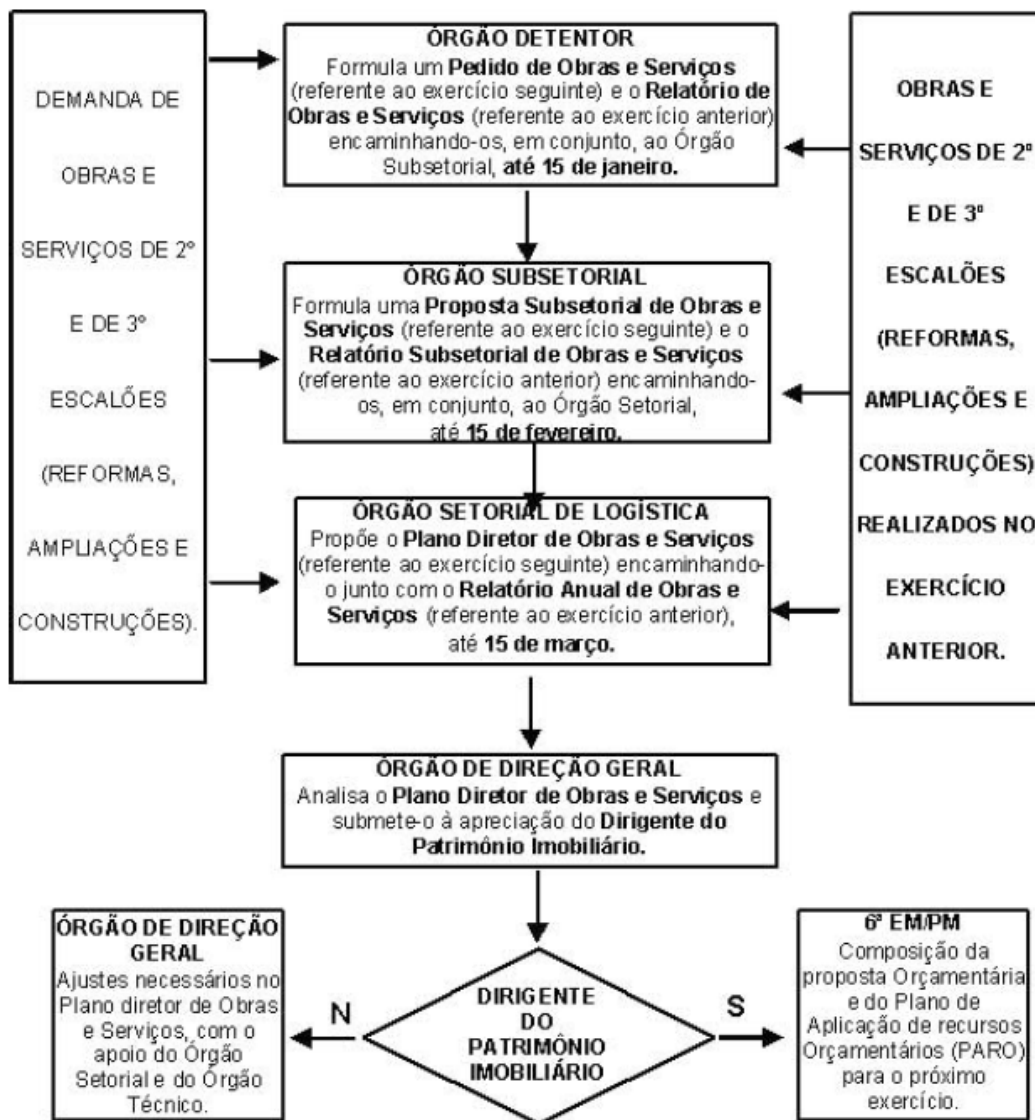 DEMANDA DE
OBRAS E
SERVIÇOS DE 2º
E DE 3º
ESCALÕES
(REFORMAS,
AMPLIAÇÕES E
CONSTRUÇÕES).
ÓRGÃO DETENTOR
Formula um Pedido de Obras e Serviços
(referente ao exercício seguinte) e o Relatório de
Obras e Serviços (referente ao exercício anterior)
encaminhando-os, em conjunto, ao Órgão
Subsetorial, até 15 de janeiro.
ÓRGÃO SUBSETORIAL
Formula uma Proposta Subsetorial de Obras e
Serviços (referente ao exercício seguinte) e o
Relatório Subsetorial de Obras e Serviços
(referente ao exercício anterior) encaminhando-
os, em conjunto, ao Órgão Setorial,
até 15 de fevereiro.
ÓRGÃO SETORIAL DE LOGÍSTICA
Propõe o Plano Diretor de Obras e Serviços
(referente ao exercício seguinte) encaminhando-
o junto com o Relatório Anual de Obras e
Serviços (referente ao exercício anterior),
até 15 de março.
OBRAS E
SERVIÇOS DE 2º
E DE 3º
ESCALÕES
(REFORMAS,
AMPLIAÇÕES E
CONSTRUÇÕES)
REALIZADOS NO
EXERCÍCIO
ANTERIOR.
ÓRGÃO DE DIREÇÃO GERAL
Analisa o Plano Diretor de Obras e Serviços e
submete-o à apreciação do Dirigente do
Patrimônio Imobiliário.
ÓRGÃO DE DIREÇÃO
GERAL
Ajustes necessários no
Plano diretor de Obras
e Serviços, com o
apoio do Órgão
Setorial e do Órgão
Técnico.
N
DIRIGENTE
DO
PATRIMÔNIO
IMOBILIÁRIO
S
6ª EM/PM
Composição da
proposta Orçamentária
e do Plano de
Aplicação de recursos
Orçamentários (PARO)
para o próximo
exercício.